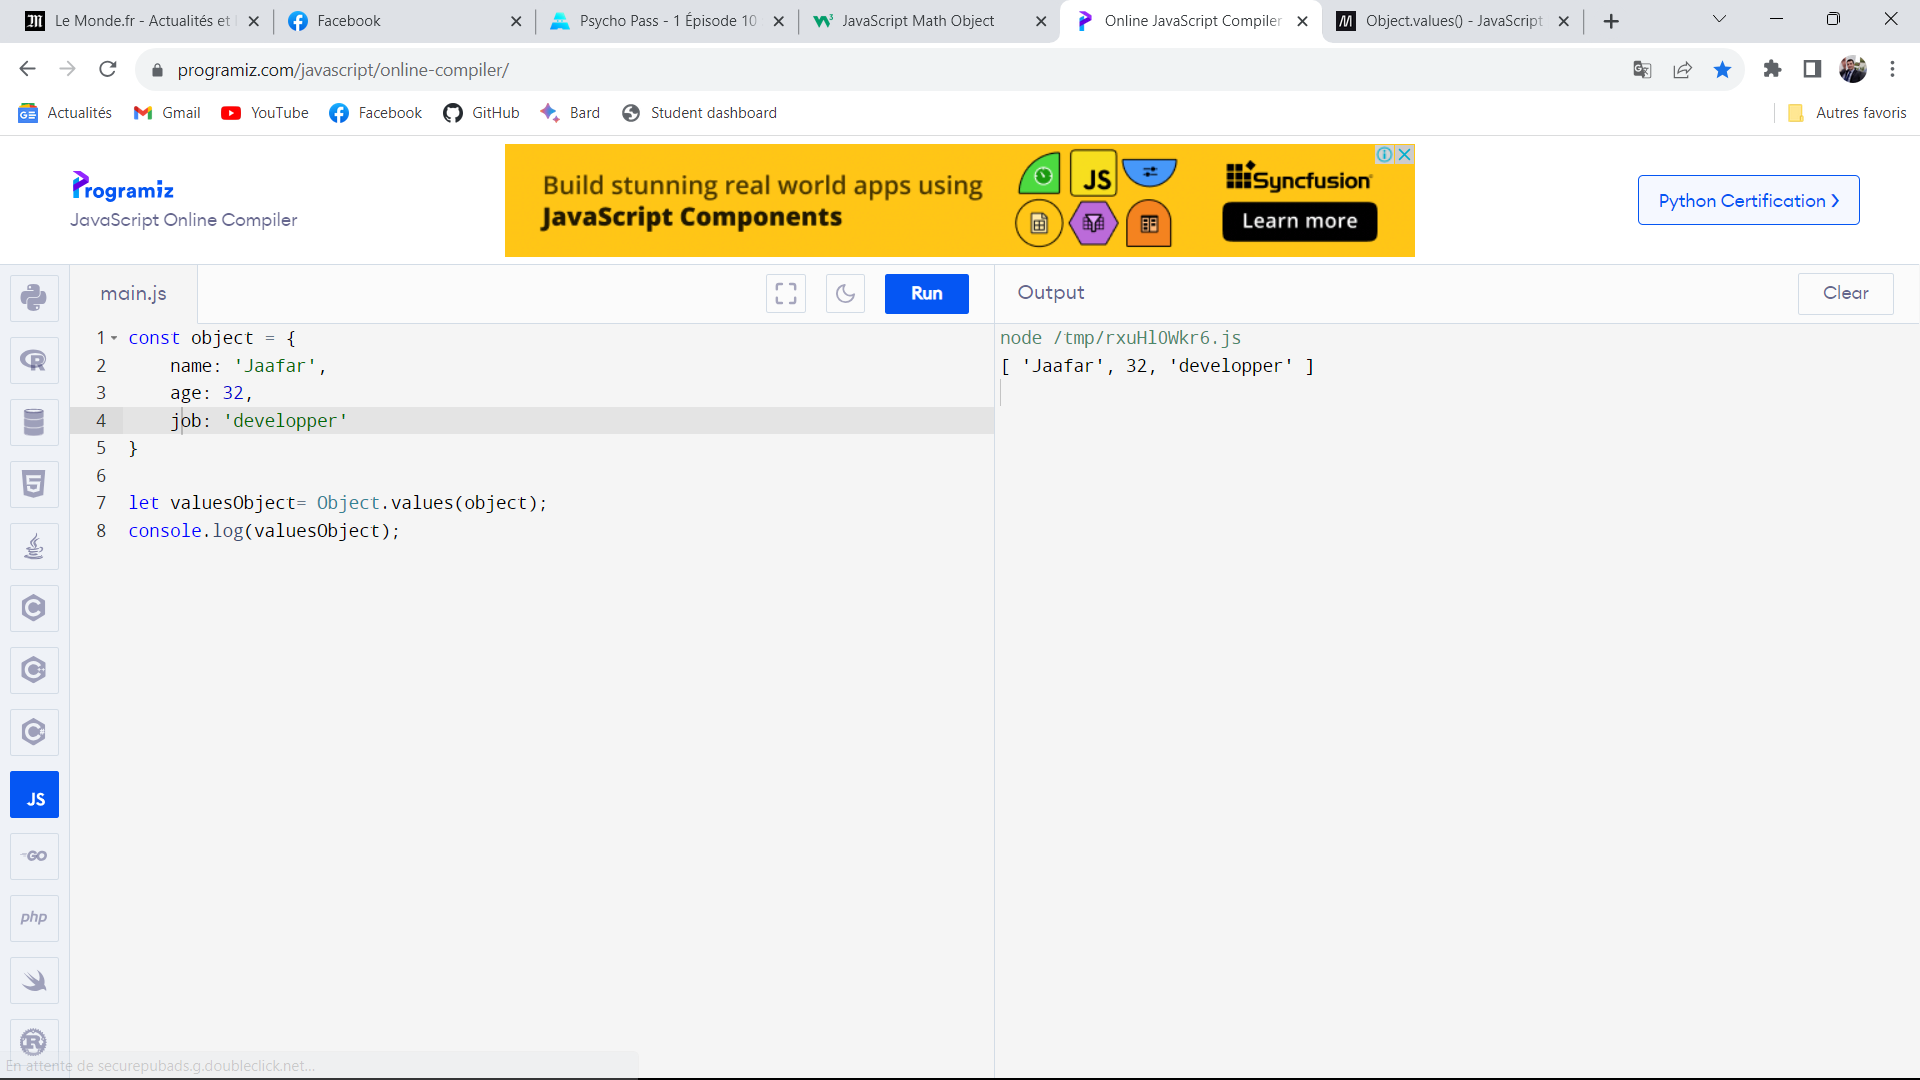 Le Monde.fr - Actualités et
Facebook
Psycho Pass - 1 Épisode 10
JavaScript Math Object
Online JavaScript Compiler
Object.values() - JavaScript
programiz.com/javascript/online-compiler/
Actualités
Gmail
YouTube
Facebook
GitHub
Bard
Student dashboard
Autres favoris
Programiz
JavaScript Online Compiler
Build stunning real world apps using
JavaScript Components
JS
Syncfusion
Learn more
Python Certification >
main.js
Run
Output
Clear
1 const object = {
2 name: 'Jaafar',
3 age: 32,
4 job: 'developper'
5 }
6
7 let valuesObject= Object.values(object);
8 console.log(valuesObject);
node /tmp/rxuHlOWkr6.js
[ 'Jaafar', 32, 'developper' ]
JS
GO
php
En attente de securepubads.g.doubleclick.net...